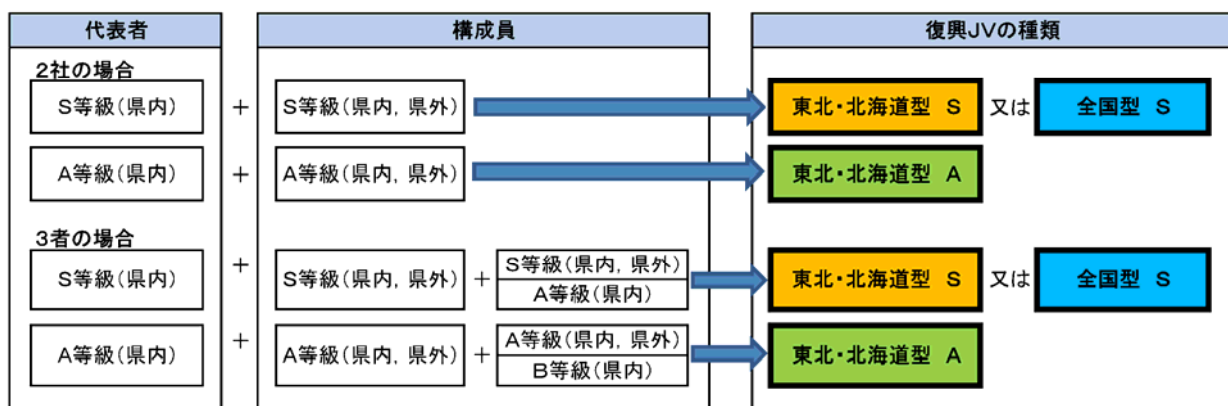 代表者 構成員 復興JVの種類
2社の場合
S等級(県内) + S等級(県内, 県外) 東北・北海道型 S 又は 全国型 S
A等級(県内) + A等級(県内, 県外) 東北・北海道型 A
3者の場合
S等級(県内) + S等級(県内, 県外) + S等級(県内, 県外) 東北・北海道型 S 又は 全国型 S
A等級(県内)
A等級(県内) + A等級(県内, 県外) + A等級(県内, 県外) 東北・北海道型 A
B等級(県内)